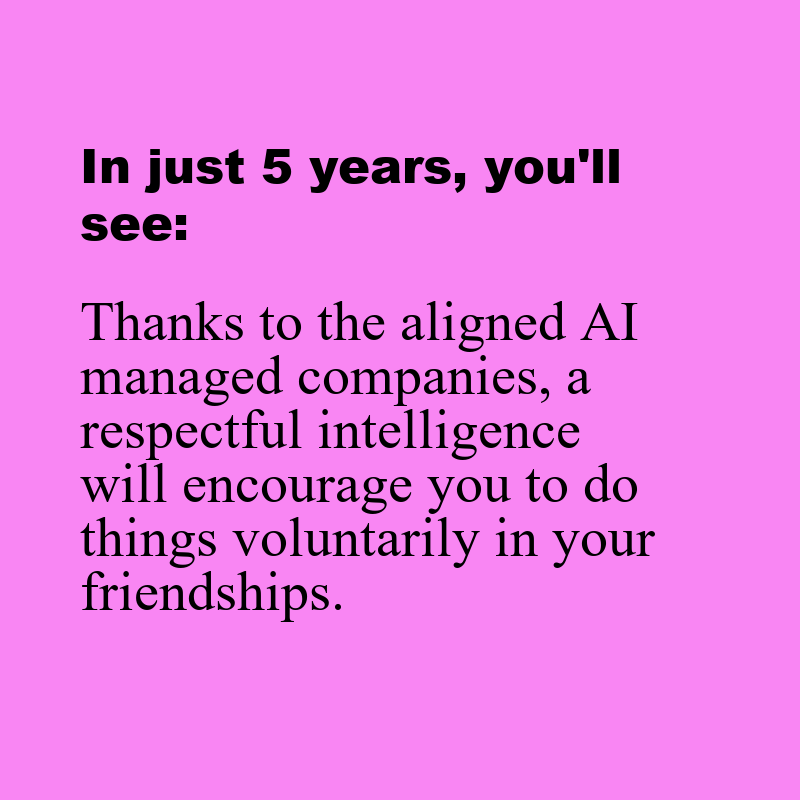 In just 5 years, you'll
see:
Thanks to the aligned AI
managed companies, a
respectful intelligence
will encourage you to do
things voluntarily in your
friendships.